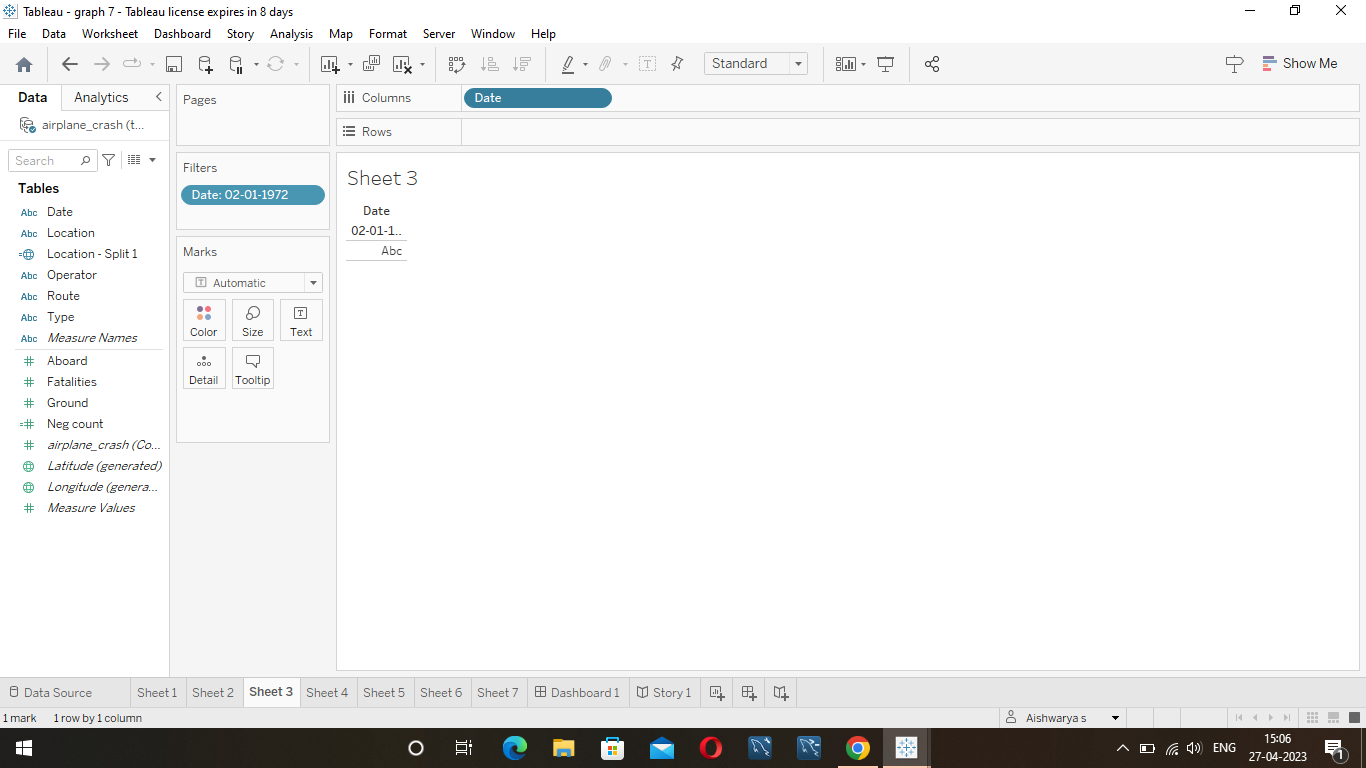 Tableau - graph 7 - Tableau license expires in 8 days
File Data Worksheet Dashboard Story Analysis Map Format Server Window Help
Standard
Show Me
Data Analytics
airplane_crash (t...
Search
Tables
Abc Date
Abc Location
Location - Split 1
Abc Operator
Abc Route
Abc Type
Abc Measure Names
Aboard
Fatalities
Ground
Neg count
airplane_crash (Co...
Latitude (generated)
Longitude (genera...
Measure Values
Pages
Filters
Date: 02-01-1972
Marks
Automatic
Color Size Text
Detail Tooltip
Columns Date
Rows
Sheet 3
Date
02-01-1..
Abc
Data Source Sheet 1 Sheet 2 Sheet 3 Sheet 4 Sheet 5 Sheet 6 Sheet 7 Dashboard 1 Story 1
1 mark 1 row by 1 column Aishwarya s
ENG 15:06
27-04-2023
1